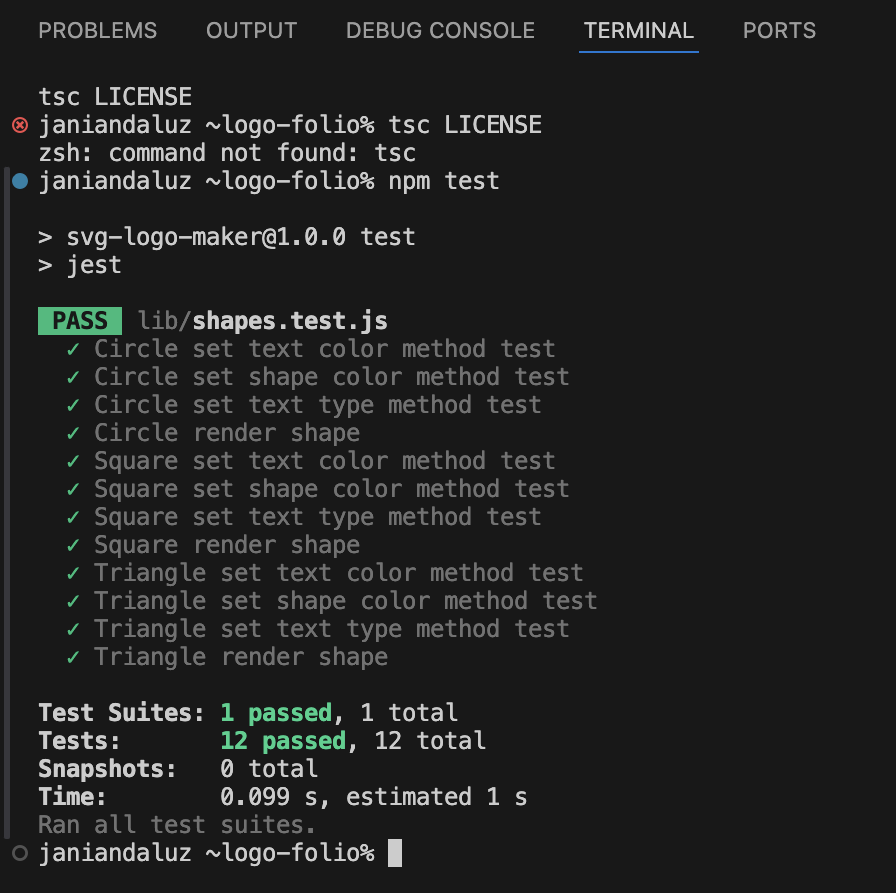 PROBLEMS OUTPUT DEBUG CONSOLE TERMINAL PORTS
tsc LICENSE
janiandaluz ~logo-folio% tsc LICENSE
zsh: command not found: tsc
janiandaluz ~logo-folio% npm test
> svg-logo-maker@1.0.0 test
> jest
PASS lib/shapes.test.js
✓ Circle set text color method test
✓ Circle set shape color method test
✓ Circle set text type method test
✓ Circle render shape
✓ Square set text color method test
✓ Square set shape color method test
✓ Square set text type method test
✓ Square render shape
✓ Triangle set text color method test
✓ Triangle set shape color method test
✓ Triangle set text type method test
✓ Triangle render shape
Test Suites: 1 passed, 1 total
Tests: 12 passed, 12 total
Snapshots: 0 total
Time: 0.099 s, estimated 1 s
Ran all test suites.
janiandaluz ~logo-folio%